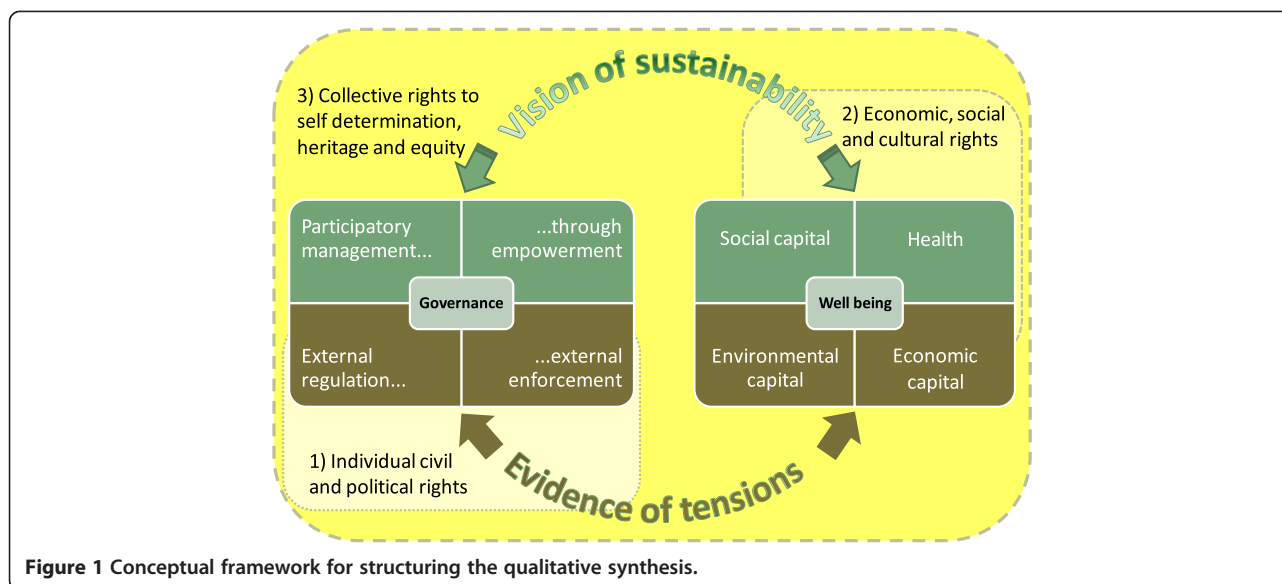 Vision of sustainability
3) Collective rights to
self determination,
heritage and equity
2) Economic, social
and cultural rights
Participatory
management...
...through
empowerment
Governance
External
regulation...
...external
enforcement
Social capital
Health
Well being
Environmental
capital
Economic
capital
1) Individual civil
and political rights
Evidence of tensions
Figure 1 Conceptual framework for structuring the qualitative synthesis.